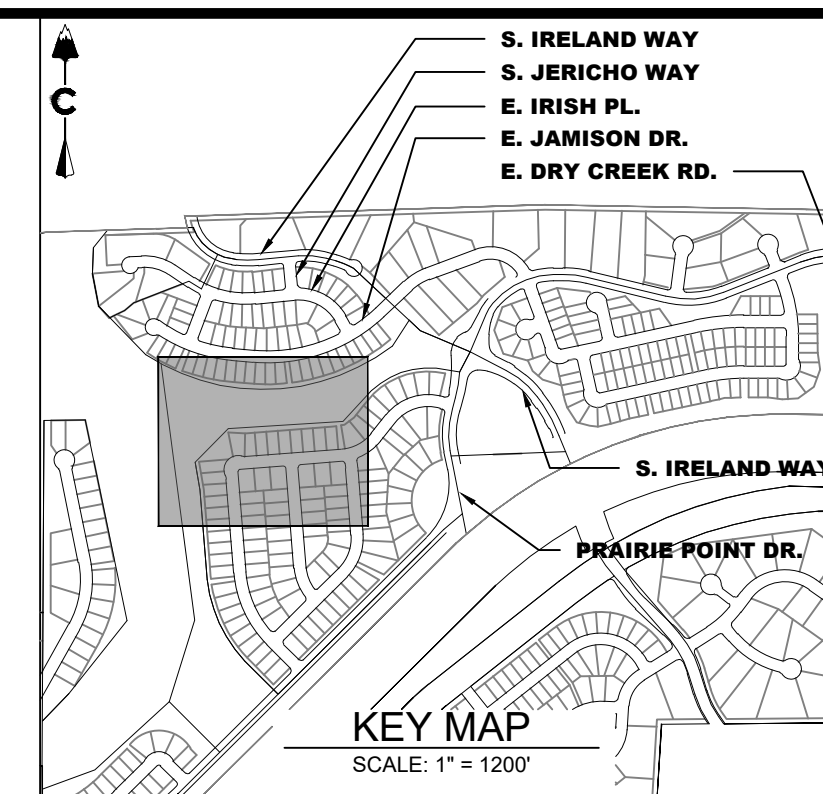 S. IRELAND WAY
S. JERICHO WAY
E. IRISH PL.
E. JAMISON DR.
E. DRY CREEK RD.
C
S. IRELAND WAY
PRAIRIE POINT DR.
KEY MAP
SCALE: 1" = 1200'